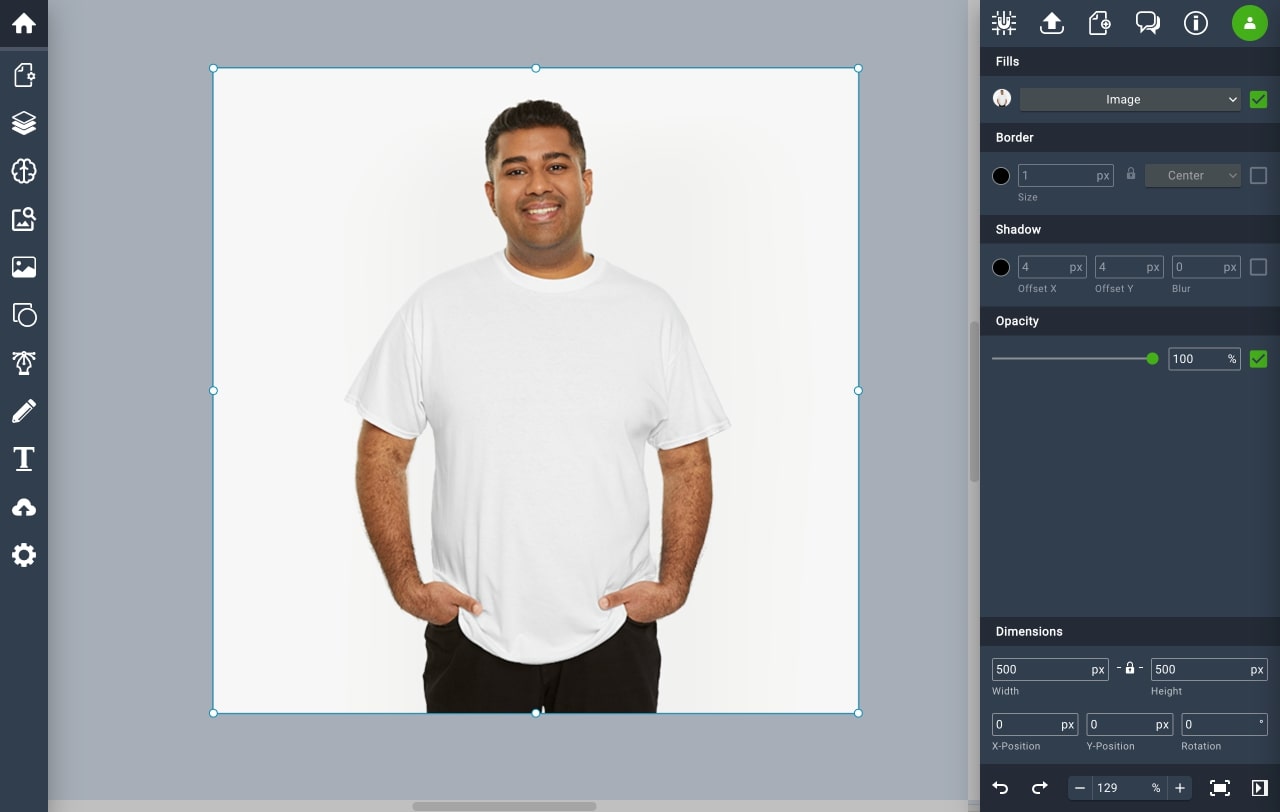 Fills
Image
Border
1 px Center
Size
Shadow
4 px 4 px 0 px
Offset X Offset Y Blur
Opacity
100 %
Dimensions
500 px 500 px
Width Height
0 px 0 px 0 °
X-Position Y-Position Rotation
129 %